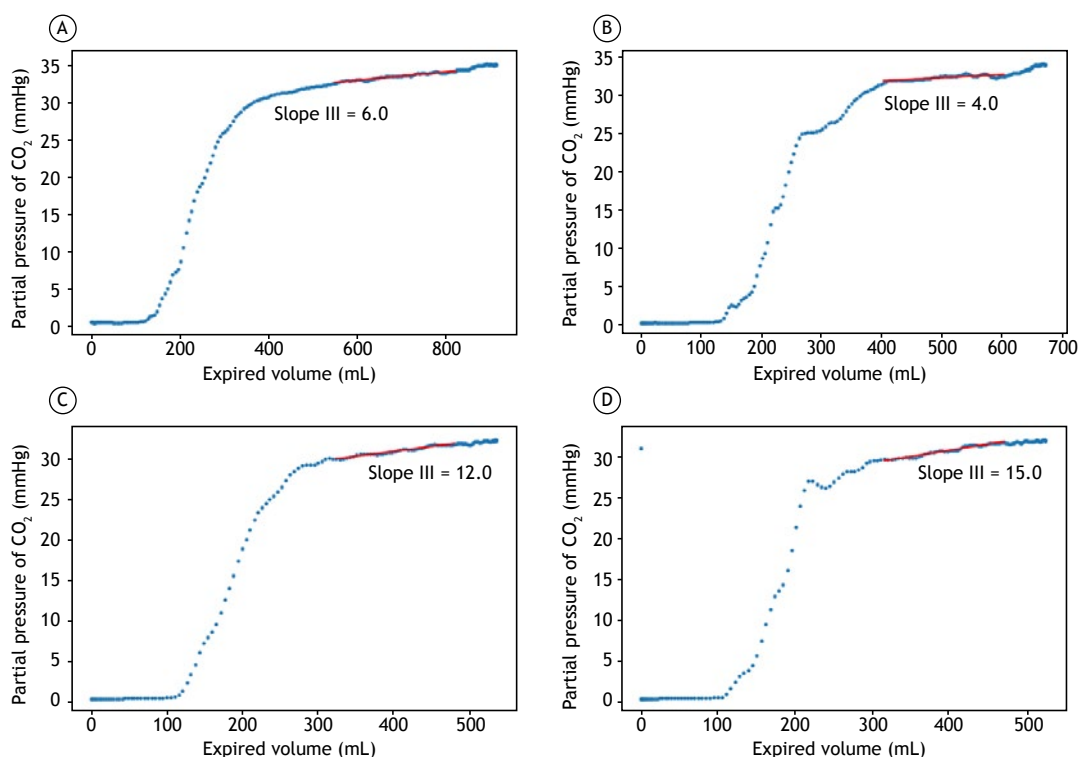 A
Partial pressure of CO2 (mmHg)
35
30
25
20
15
10
5
0
Slope III = 6.0
0 200 400 600 800
Expired volume (mL)
B
Partial pressure of CO2 (mmHg)
35
30
25
20
15
10
5
0
Slope III = 4.0
0 100 200 300 400 500 600 700
Expired volume (mL)
C
Partial pressure of CO2 (mmHg)
30
25
20
15
10
5
0
Slope III = 12.0
0 100 200 300 400 500
Expired volume (mL)
D
Partial pressure of CO2 (mmHg)
30
25
20
15
10
5
0
Slope III = 15.0
0 100 200 300 400 500
Expired volume (mL)